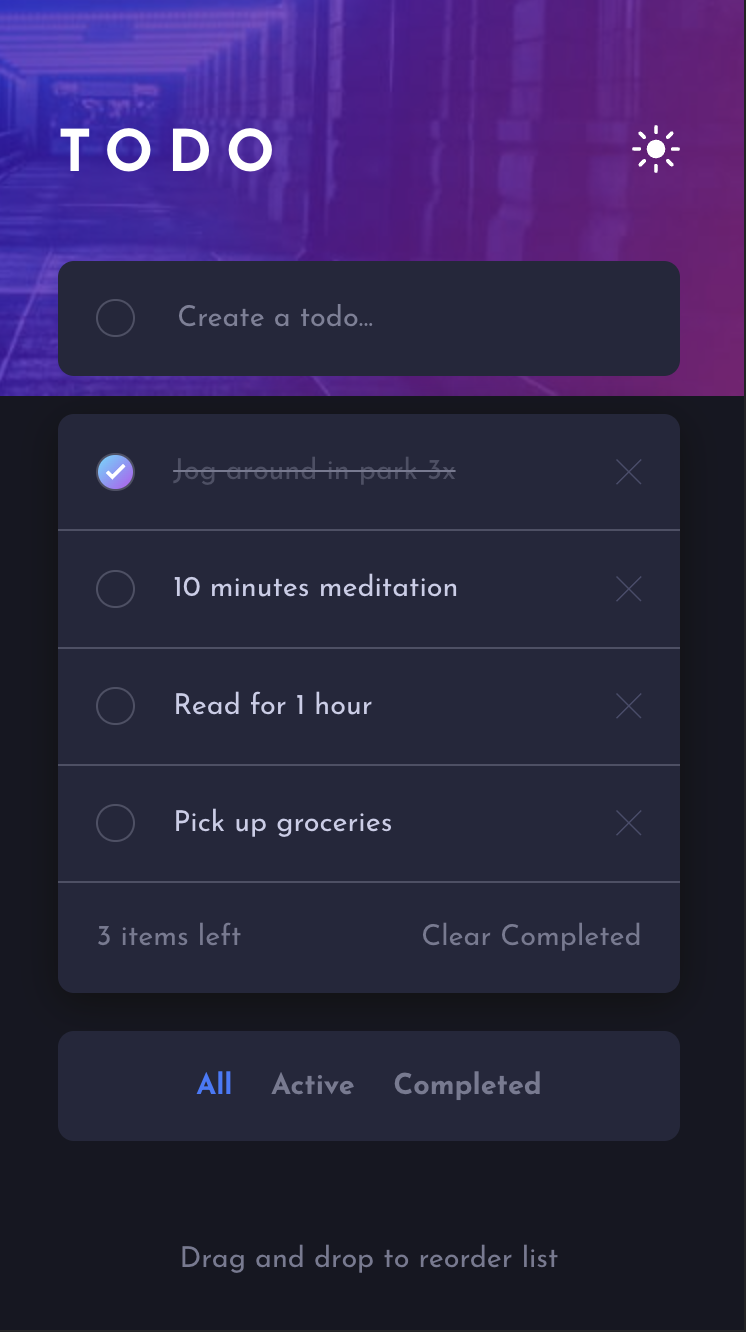 TODO
Create a todo...
Jog around in park 3x
10 minutes meditation
Read for 1 hour
Pick up groceries
3 items left Clear Completed
All Active Completed
Drag and drop to reorder list